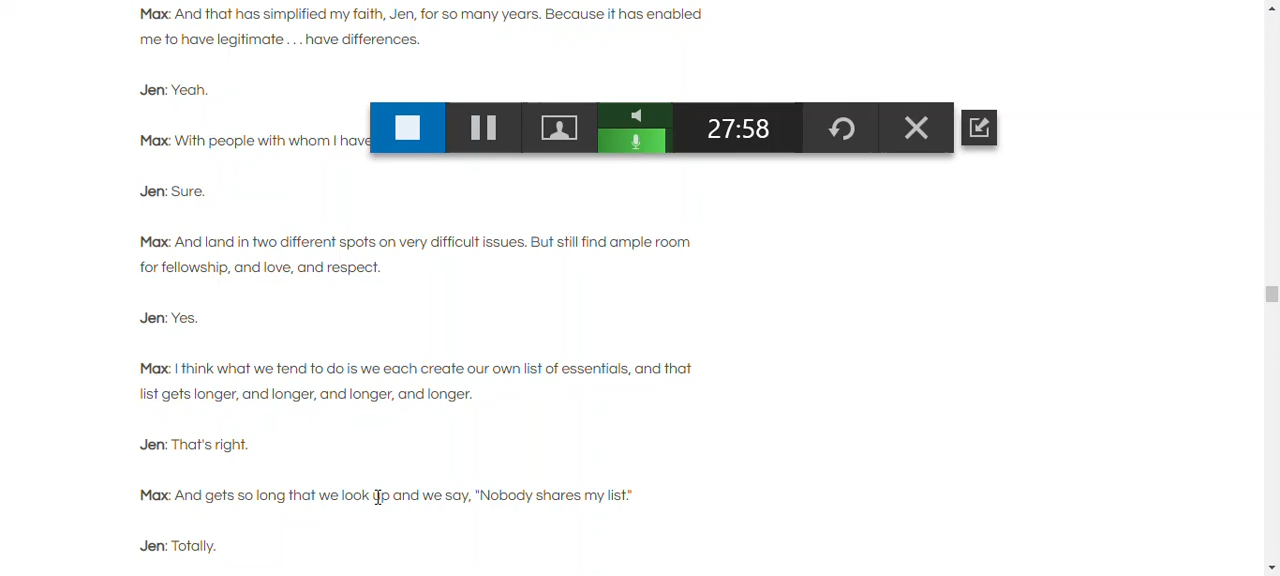 Max: And that has simplified my faith, Jen, for so many years. Because it has enabled
me to have legitimate . . . have differences.
Jen: Yeah.
27:58
Max: With people with whom I have
Jen: Sure.
Max: And land in two different spots on very difficult issues. But still find ample room
for fellowship, and love, and respect.
Jen: Yes.
Max: I think what we tend to do is we each create our own list of essentials, and that
list gets longer, and longer, and longer, and longer.
Jen: That's right.
Max: And gets so long that we look up and we say, "Nobody shares my list."
Jen: Totally.